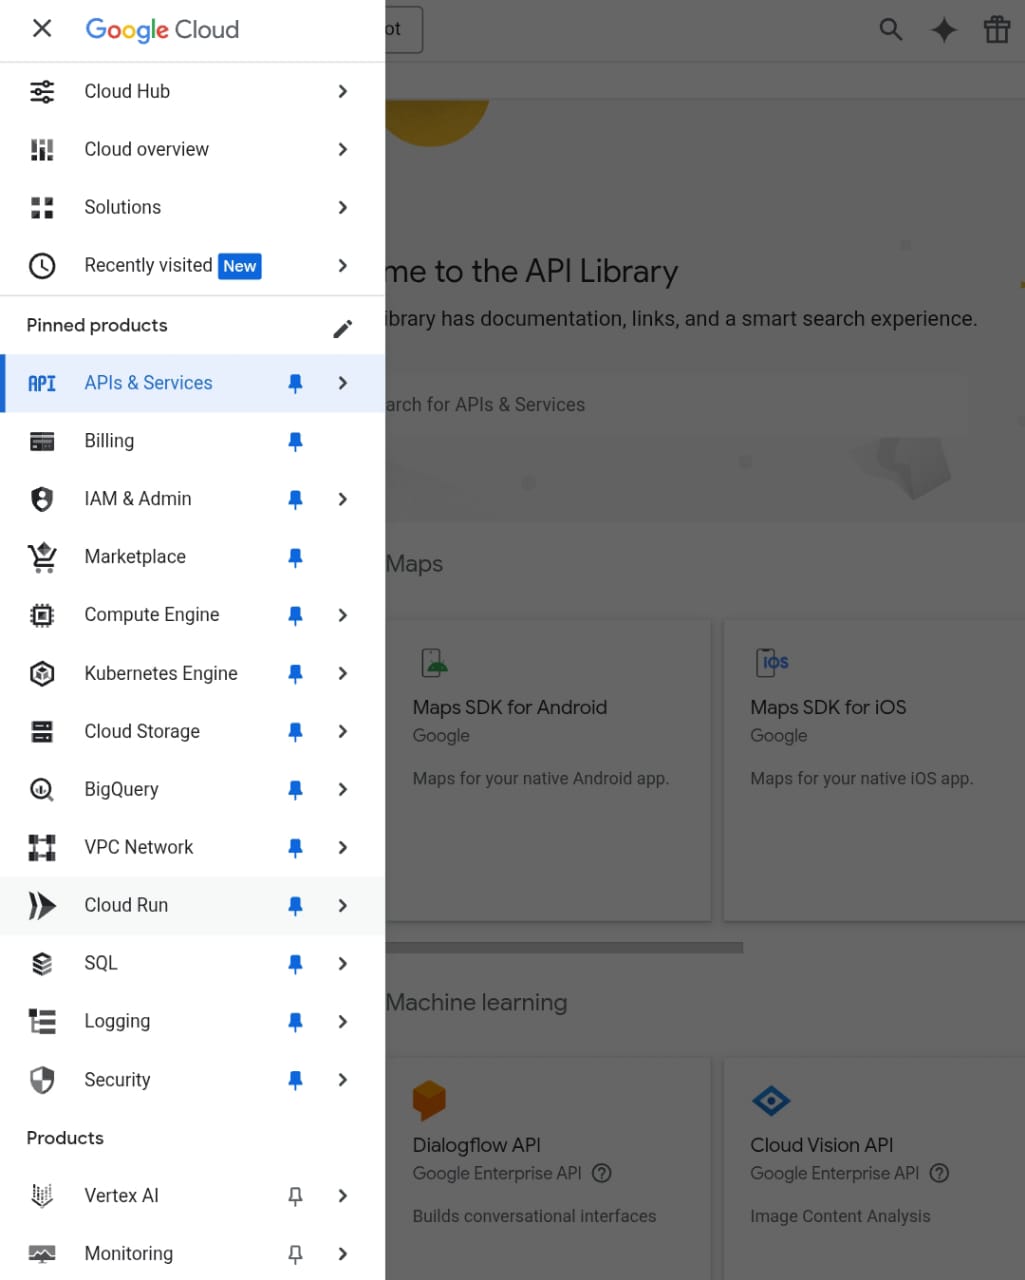 Google Cloud
ot
Cloud Hub
Cloud overview
Solutions
Recently visited New
Pinned products
API APIs & Services
Billing
IAM & Admin
Marketplace
Compute Engine
Kubernetes Engine
Cloud Storage
BigQuery
VPC Network
Cloud Run
SQL
Logging
Security
Products
Vertex AI
Monitoring
me to the API Library
ibrary has documentation, links, and a smart search experience.
arch for APIs & Services
Maps
Maps SDK for Android
Google
Maps for your native Android app.
iOS
Maps SDK for iOS
Google
Maps for your native iOS app.
Machine learning
Dialogflow API
Google Enterprise API
Builds conversational interfaces
Cloud Vision API
Google Enterprise API
Image Content Analysis